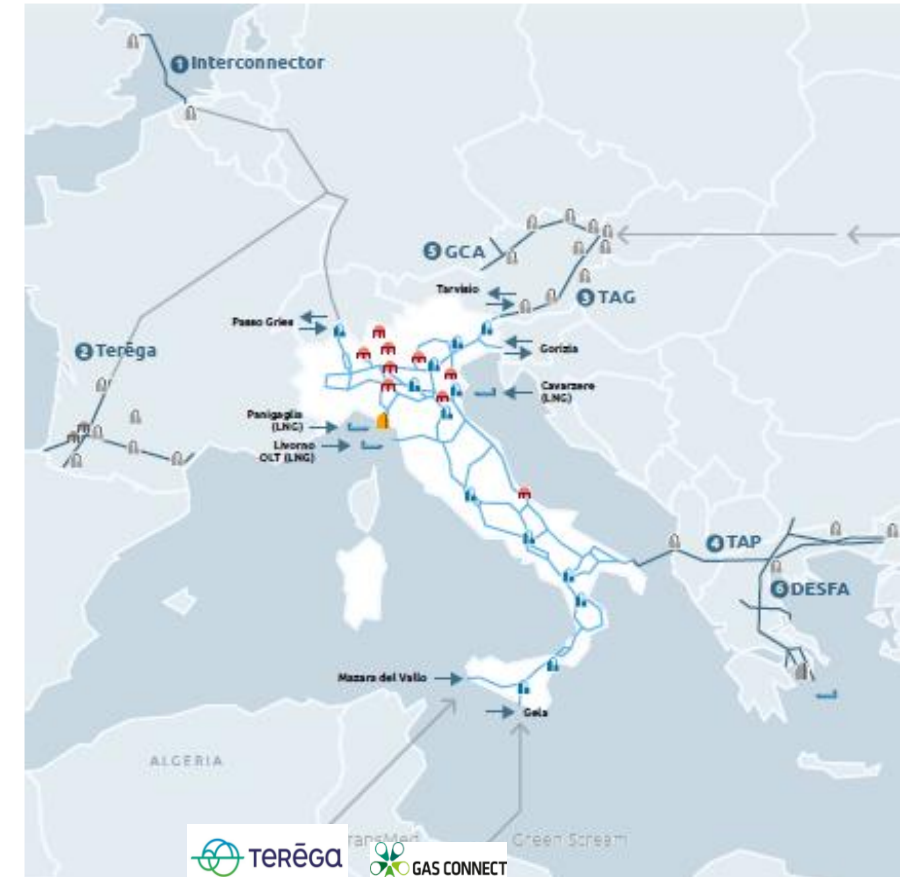 1 Interconnector
5 GCA
Tarvisio
3 TAG
Passo Gries
Gorizia
2 Terēga
Cavarzere
(LNG)
Panigaglia
(LNG)
Livorno
OLT (LNG)
4 TAP
6 DESFA
Mazara del Vallo
Gela
ALGERIA
Green Stream
TERĒGA
GAS CONNECT